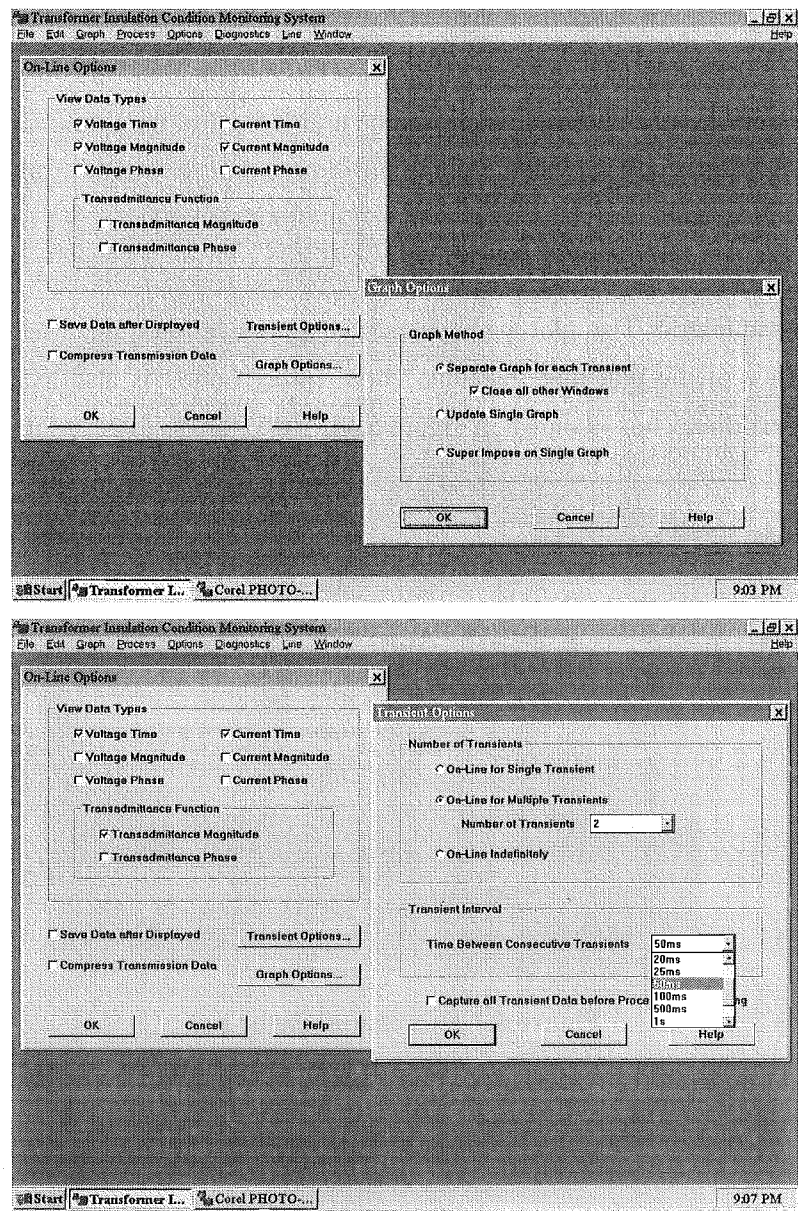 Transformer Insulation Condition Monitoring System
File Edit Graph Process Options Diagnostics Line Window Help
On-Line Options
View Data Types
Voltage Time Current Time
Voltage Magnitude Current Magnitude
Voltage Phase Current Phase
Transadmittance Function
Transadmittance Magnitude
Transadmittance Phase
Save Data after Displayed Transient Options...
Compress Transmission Data Graph Options...
OK Cancel Help
Graph Options
Graph Method
Separate Graph for each Transient
Close all other Windows
Update Single Graph
Super Impose on Single Graph
OK Cancel Help
Start Transformer I... Corel PHOTO-... 9:03 PM
Transformer Insulation Condition Monitoring System
File Edit Graph Process Options Diagnostics Line Window Help
On-Line Options
View Data Types
Voltage Time Current Time
Voltage Magnitude Current Magnitude
Voltage Phase Current Phase
Transadmittance Function
Transadmittance Magnitude
Transadmittance Phase
Save Data after Displayed Transient Options...
Compress Transmission Data Graph Options...
OK Cancel Help
Transient Options
Number of Transients
On-Line for Single Transient
On-Line for Multiple Transients
Number of Transients 2
On-Line Indefinitely
Transient Interval
Time Between Consecutive Transients 50ms
20ms
25ms
50ms
100ms
500ms
1s
Capture all Transient Data before Proce ng
OK Cancel Help
Start Transformer I... Corel PHOTO-... 9:07 PM